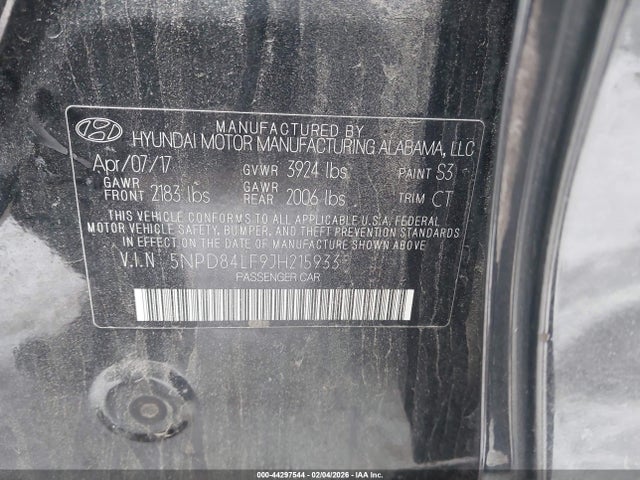 MANUFACTURED BY
HYUNDAI MOTOR MANUFACTURING ALABAMA, LLC
Apr/07/17 GVWR 3924 lbs PAINT S3
GAWR FRONT 2183 lbs GAWR REAR 2006 lbs TRIM CT
THIS VEHICLE CONFORMS TO ALL APPLICABLE U.S.A. FEDERAL
MOTOR VEHICLE SAFETY, BUMPER, AND THEFT PREVENTION STANDARDS
IN EFFECT ON THE DATE OF MANUFACTURE SHOWN ABOVE
V.I.N 5NPD84LF9JH215933
PASSENGER CAR
000-44297544 - 02/04/2026 - IAAI.com